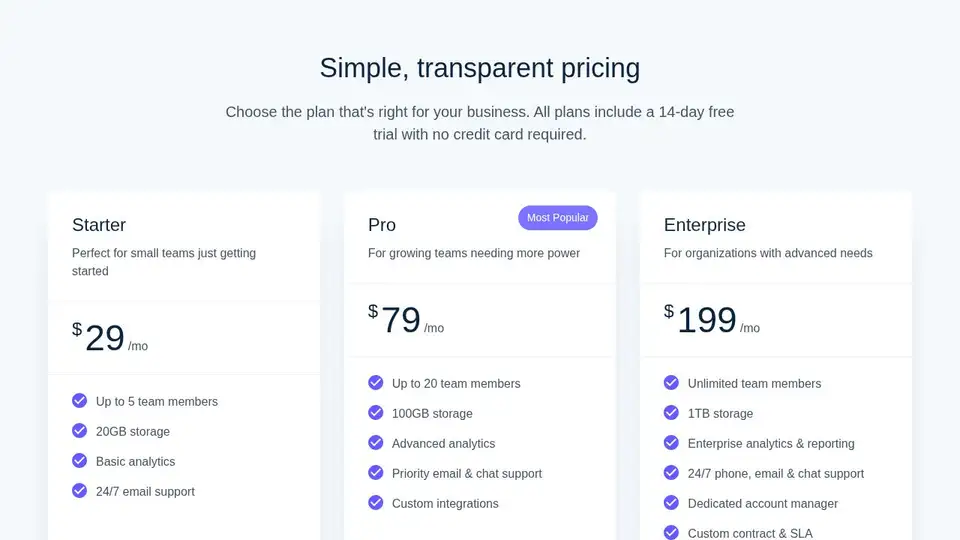 Simple, transparent pricing
Choose the plan that's right for your business. All plans include a 14-day free
trial with no credit card required.
Starter
Perfect for small teams just getting
started
$29 /mo
Up to 5 team members
20GB storage
Basic analytics
24/7 email support
Pro
Most Popular
For growing teams needing more power
$79 /mo
Up to 20 team members
100GB storage
Advanced analytics
Priority email & chat support
Custom integrations
Enterprise
For organizations with advanced needs
$199 /mo
Unlimited team members
1TB storage
Enterprise analytics & reporting
24/7 phone, email & chat support
Dedicated account manager
Custom contract & SLA